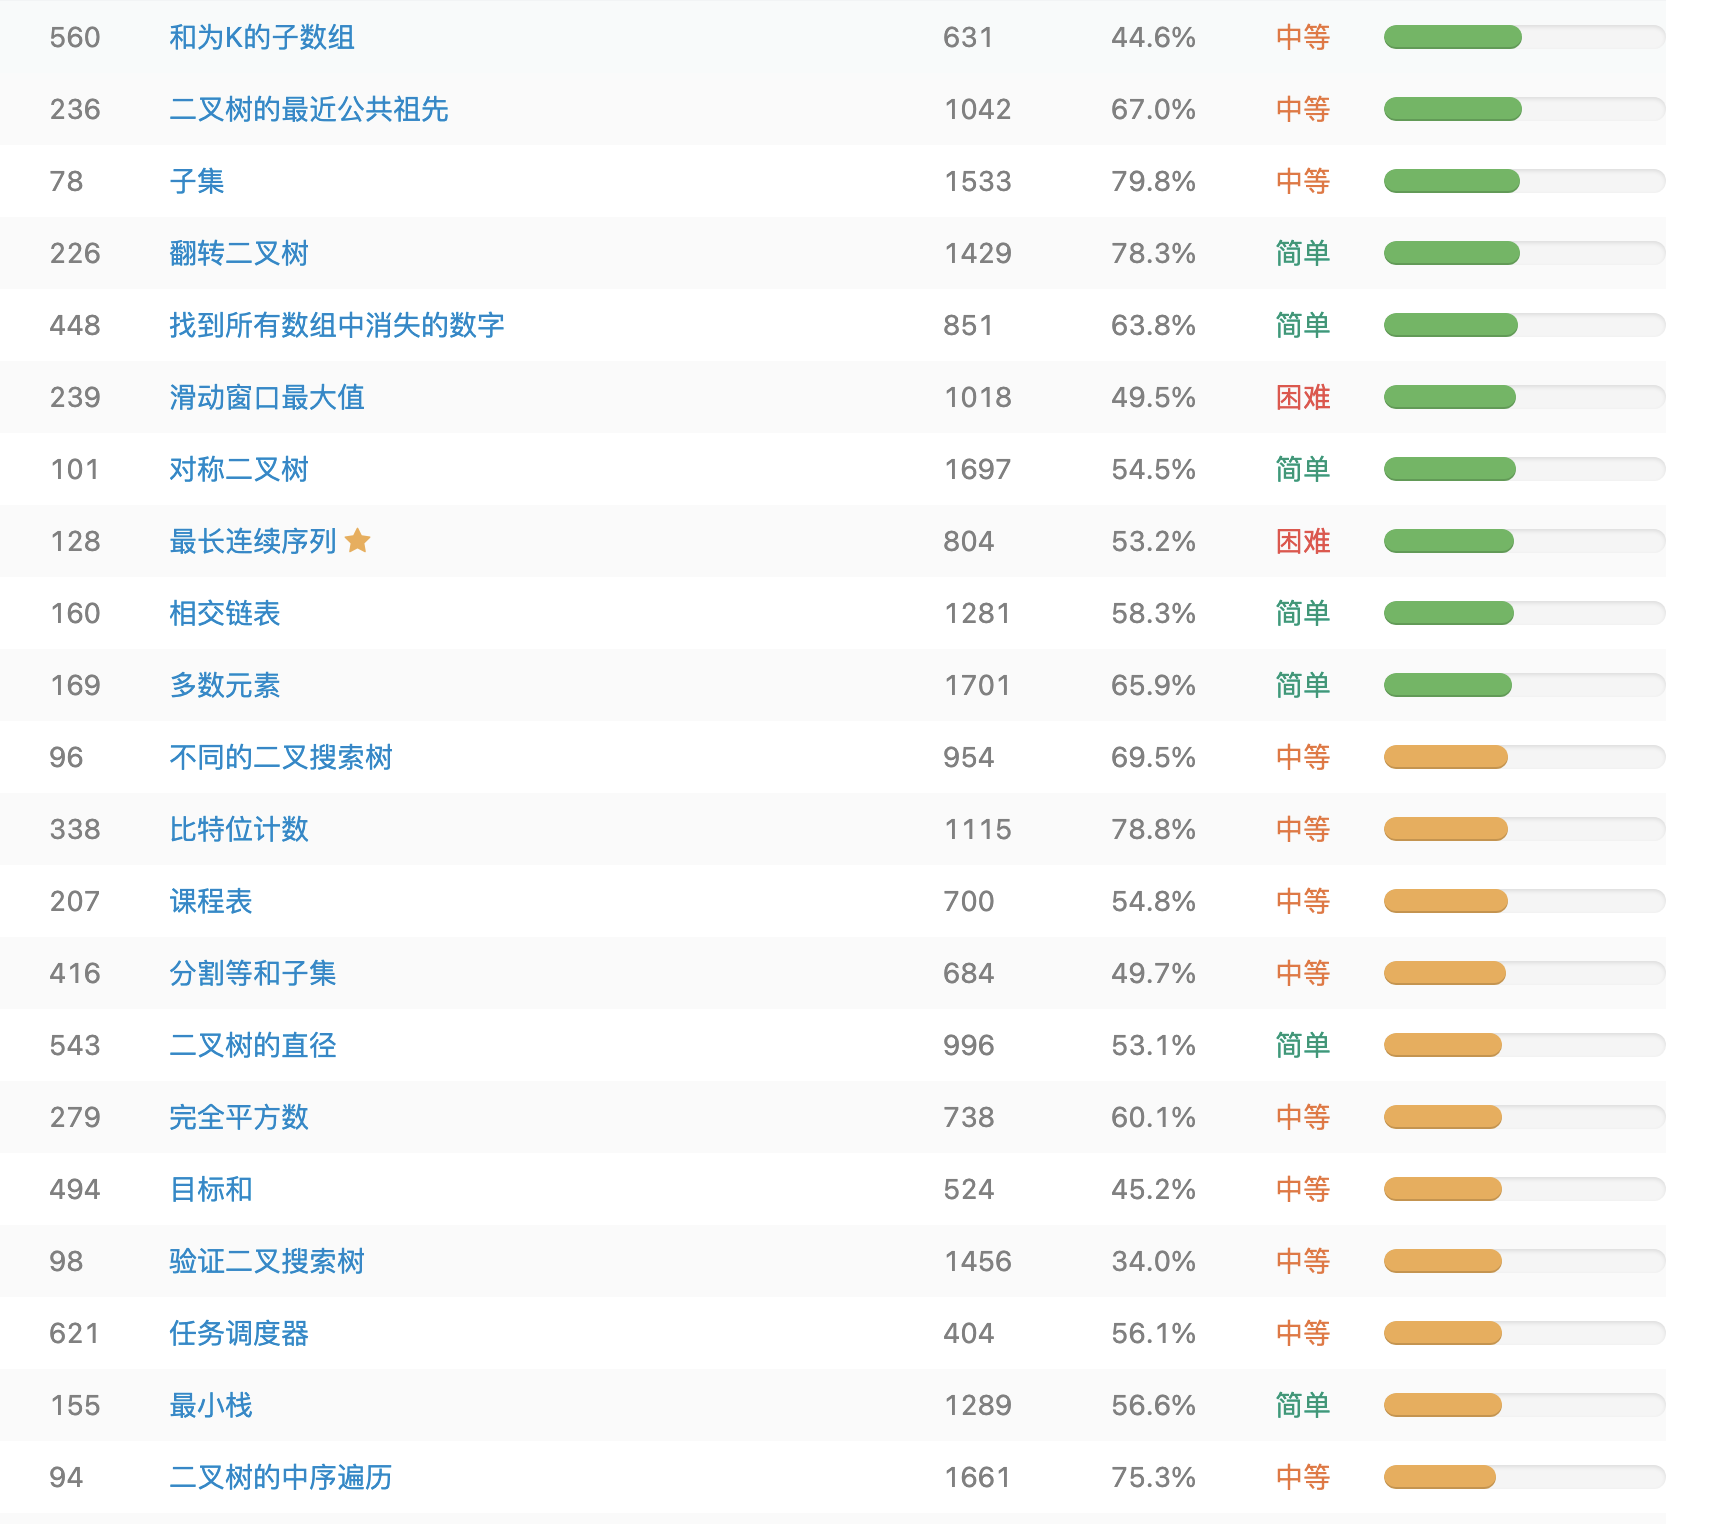 560 和为K的子数组 631 44.6% 中等
236 二叉树的最近公共祖先 1042 67.0% 中等
78 子集 1533 79.8% 中等
226 翻转二叉树 1429 78.3% 简单
448 找到所有数组中消失的数字 851 63.8% 简单
239 滑动窗口最大值 1018 49.5% 困难
101 对称二叉树 1697 54.5% 简单
128 最长连续序列 804 53.2% 困难
160 相交链表 1281 58.3% 简单
169 多数元素 1701 65.9% 简单
96 不同的二叉搜索树 954 69.5% 中等
338 比特位计数 1115 78.8% 中等
207 课程表 700 54.8% 中等
416 分割等和子集 684 49.7% 中等
543 二叉树的直径 996 53.1% 简单
279 完全平方数 738 60.1% 中等
494 目标和 524 45.2% 中等
98 验证二叉搜索树 1456 34.0% 中等
621 任务调度器 404 56.1% 中等
155 最小栈 1289 56.6% 简单
94 二叉树的中序遍历 1661 75.3% 中等